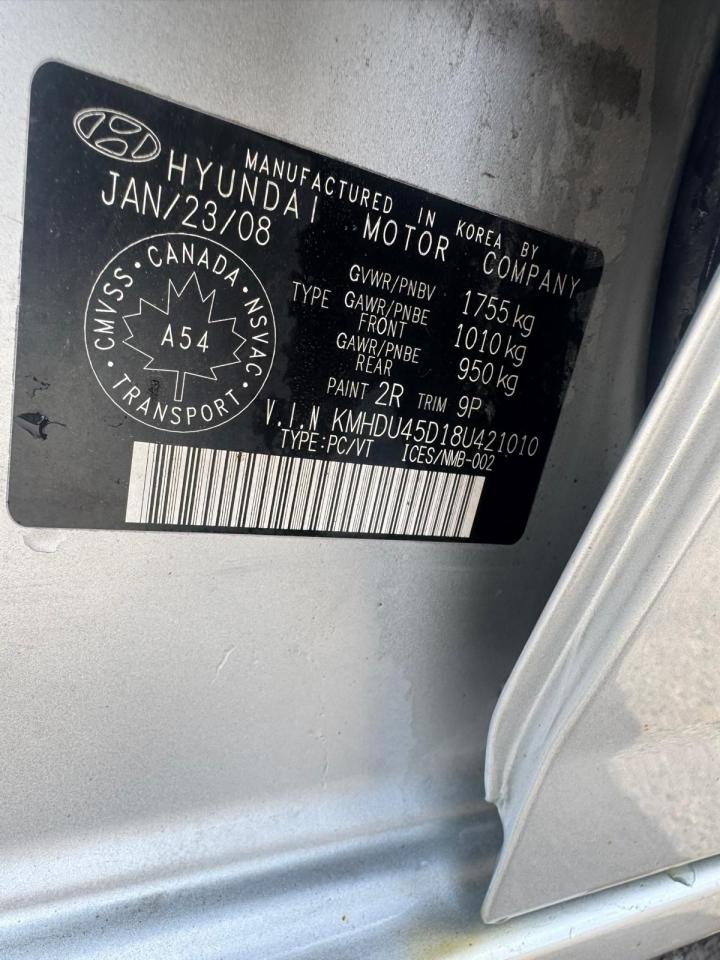 MANUFACTURED IN KOREA BY
HYUNDAI MOTOR COMPANY
JAN/23/08
GVWR/PNBV 1755 kg
TYPE GAWR/PNBE FRONT 1010 kg
GAWR/PNBE REAR 950 kg
PAINT 2R TRIM 9P
V.I.N KMHDU45D18U421010
TYPE:PC/VT ICES/NMB-002
CMVSS • CANADA • NSVAC • TRANSPORT •
A54